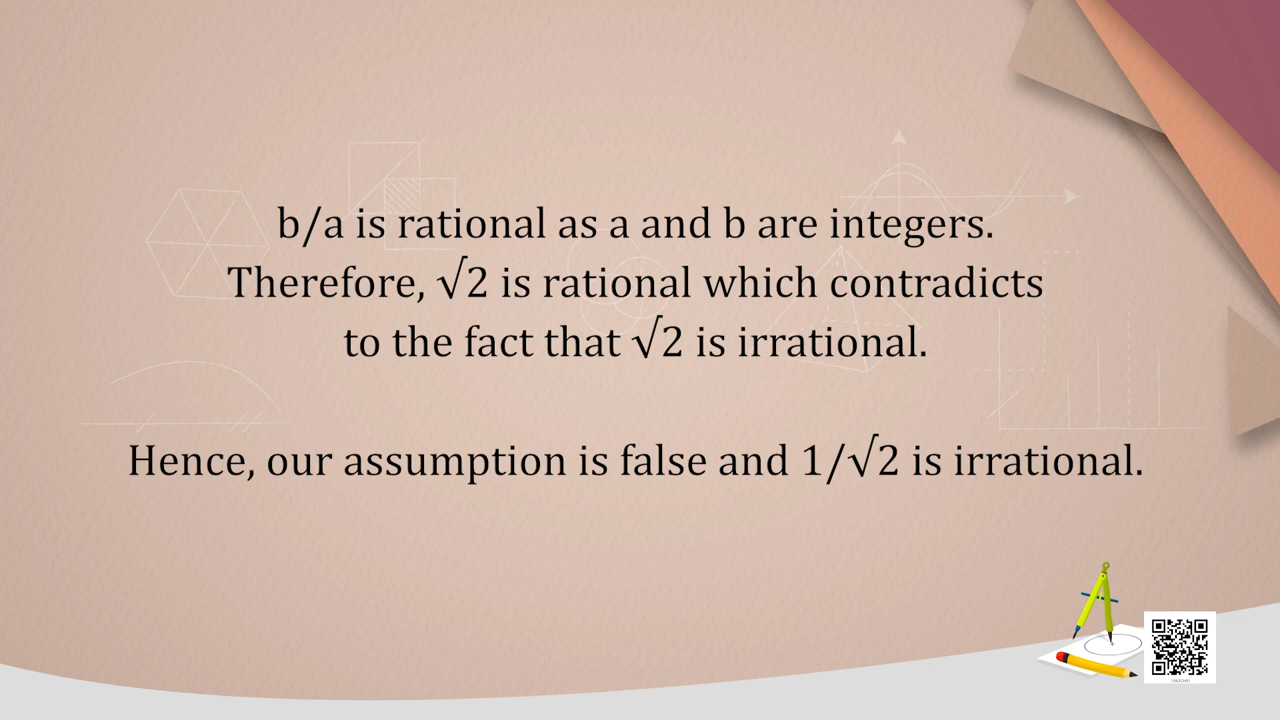 b/a is rational as a and b are integers.
Therefore, √2 is rational which contradicts
to the fact that √2 is irrational.
Hence, our assumption is false and 1/√2 is irrational.